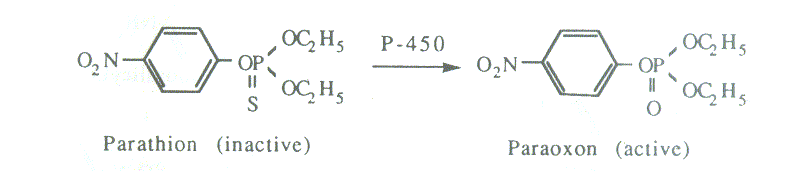 OC2H5 P-450 OC2H5
O2N OP O2N OP
OC2H5 OC2H5
S O
Parathion (inactive) Paraoxon (active)